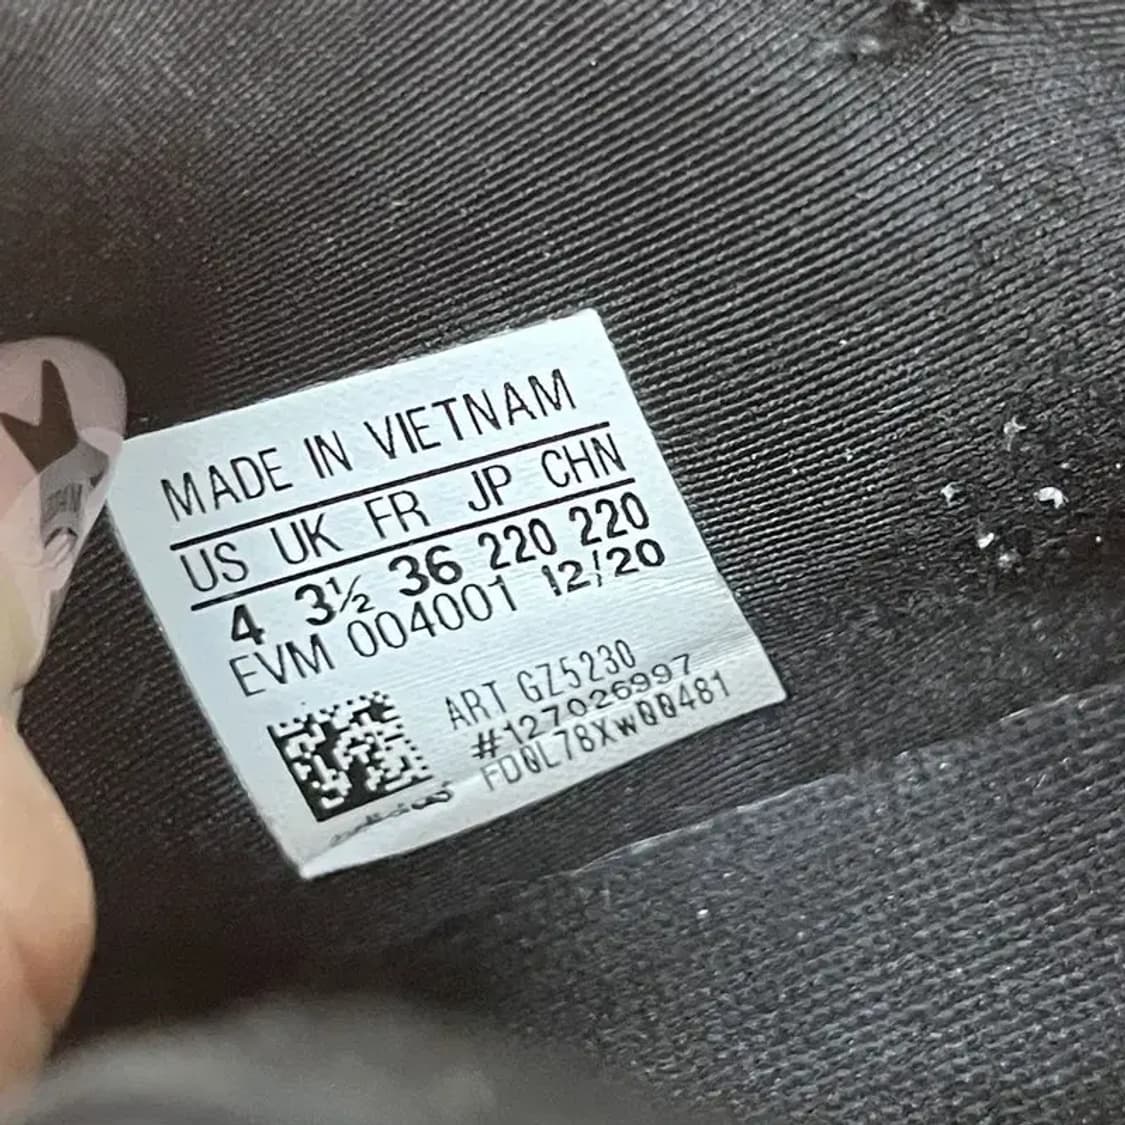 MADE IN VIETNAM
US UK FR JP CHN
4 3½ 36 220 220
EVM 004001 12/20
ART GZ5230
#127026997
FD0L78XW00481
adidas